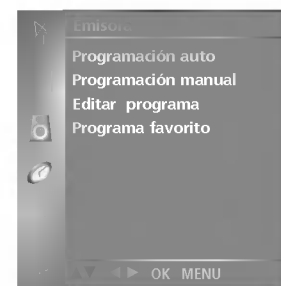 Emisora
Programación auto
Programación manual
Editar programa
Programa favorito
OK MENU